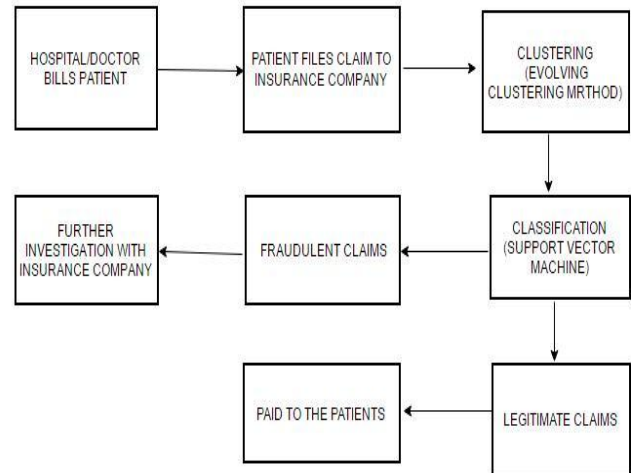 HOSPITAL/DOCTOR
BILLS PATIENT
PATIENT FILES CLAIM TO
INSURANCE COMPANY
CLUSTERING
(EVOLVING
CLUSTERING MRTHOD)
FURTHER
INVESTIGATION WITH
INSURANCE COMPANY
FRAUDULENT CLAIMS
CLASSIFICATION
(SUPPORT VECTOR
MACHINE)
PAID TO THE PATIENTS
LEGITIMATE CLAIMS